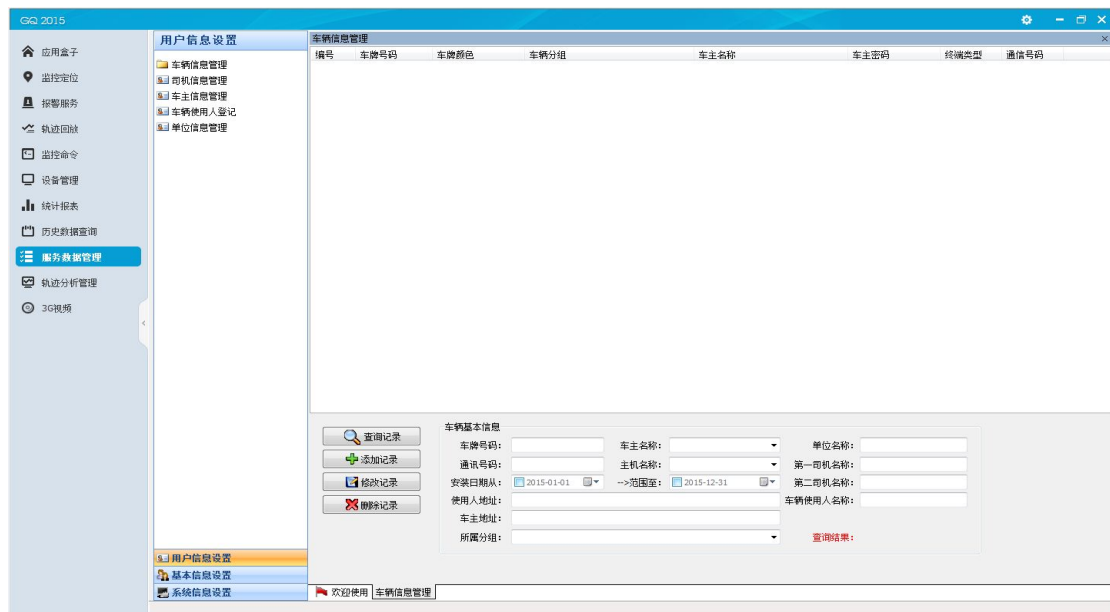 GQ 2015
应用盒子
监控定位
报警服务
轨迹回放
监控命令
设备管理
统计报表
历史数据查询
服务数据管理
轨迹分析管理
3G视频
用户信息设置
车辆信息管理
司机信息管理
车主信息管理
车辆使用人登记
单位信息管理
用户信息设置
基本信息设置
系统信息设置
车辆信息管理
编号 车牌号码 车牌颜色 车辆分组 车主名称 车主密码 终端类型 通信号码
查询记录
添加记录
修改记录
删除记录
车辆基本信息
车牌号码: 车主名称: 单位名称:
通讯号码: 主机名称: 第一司机名称:
安装日期从: 2015-01-01 -->范围至: 2015-12-31 第二司机名称:
使用人地址: 车辆使用人名称:
车主地址:
所属分组: 查询结果:
欢迎使用 车辆信息管理